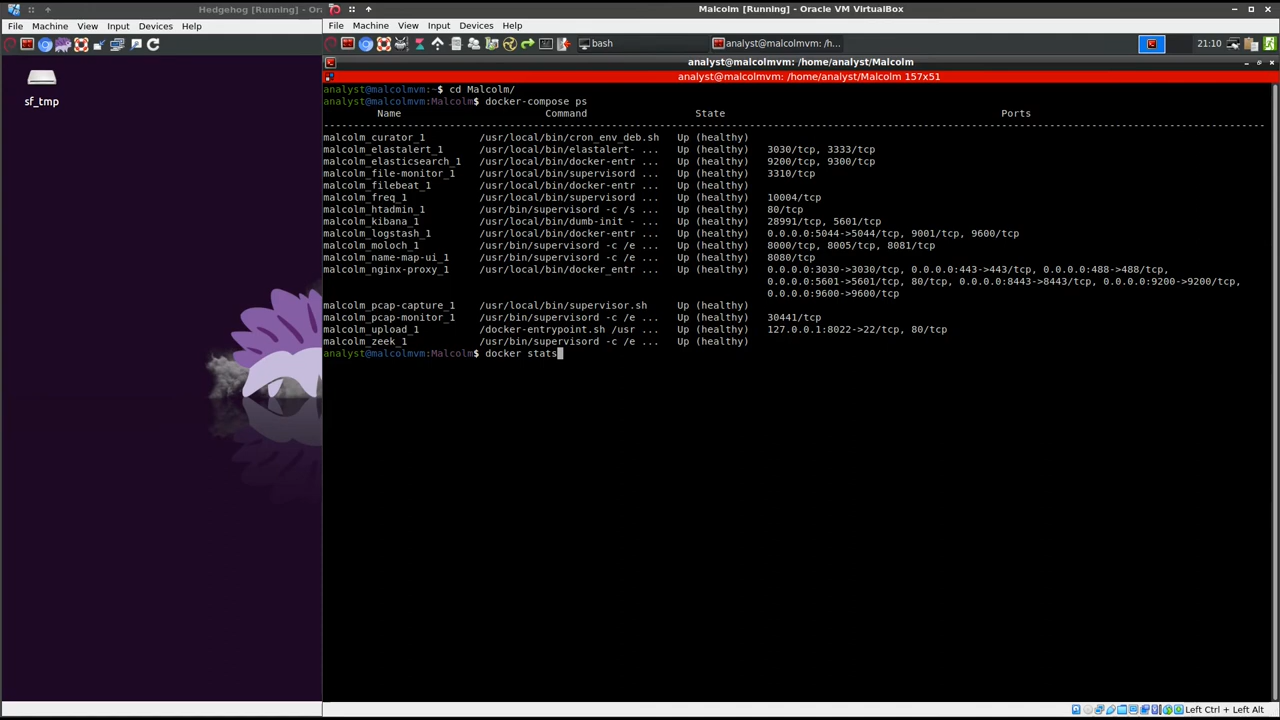 Hedgehog [Running] - Or
File Machine View Input Devices Help
sf_tmp
Malcolm [Running] - Oracle VM VirtualBox
File Machine View Input Devices Help
bash
analyst@malcolmvm: /h...
21:10
analyst@malcolmvm: /home/analyst/Malcolm
analyst@malcolmvm: /home/analyst/Malcolm 157x51
analyst@malcolmvm:~$ cd Malcolm/
analyst@malcolmvm:Malcolm$ docker-compose ps
Name Command State Ports
--------------------------------------------------------------------------------------------------------------------------------------------------------
malcolm_curator_1 /usr/local/bin/cron_env_deb.sh Up (healthy)
malcolm_elastalert_1 /usr/local/bin/elastalert- ... Up (healthy) 3030/tcp, 3333/tcp
malcolm_elasticsearch_1 /usr/local/bin/docker-entr ... Up (healthy) 9200/tcp, 9300/tcp
malcolm_file-monitor_1 /usr/local/bin/supervisord ... Up (healthy) 3310/tcp
malcolm_filebeat_1 /usr/local/bin/docker-entr ... Up (healthy)
malcolm_freq_1 /usr/local/bin/supervisord ... Up (healthy) 10004/tcp
malcolm_htadmin_1 /usr/bin/supervisord -c /s ... Up (healthy) 80/tcp
malcolm_kibana_1 /usr/local/bin/dumb-init - ... Up (healthy) 28991/tcp, 5601/tcp
malcolm_logstash_1 /usr/local/bin/docker-entr ... Up (healthy) 0.0.0.0:5044->5044/tcp, 9001/tcp, 9600/tcp
malcolm_moloch_1 /usr/bin/supervisord -c /e ... Up (healthy) 8000/tcp, 8005/tcp, 8081/tcp
malcolm_name-map-ui_1 /usr/bin/supervisord -c /e ... Up (healthy) 8080/tcp
malcolm_nginx-proxy_1 /usr/local/bin/docker_entr ... Up (healthy) 0.0.0.0:3030->3030/tcp, 0.0.0.0:443->443/tcp, 0.0.0.0:488->488/tcp,
0.0.0.0:5601->5601/tcp, 80/tcp, 0.0.0.0:8443->8443/tcp, 0.0.0.0:9200->9200/tcp,
0.0.0.0:9600->9600/tcp
malcolm_pcap-capture_1 /usr/local/bin/supervisor.sh Up (healthy)
malcolm_pcap-monitor_1 /usr/bin/supervisord -c /e ... Up (healthy) 30441/tcp
malcolm_upload_1 /docker-entrypoint.sh /usr ... Up (healthy) 127.0.0.1:8022->22/tcp, 80/tcp
malcolm_zeek_1 /usr/bin/supervisord -c /e ... Up (healthy)
analyst@malcolmvm:Malcolm$ docker stats
Left Ctrl + Left Alt